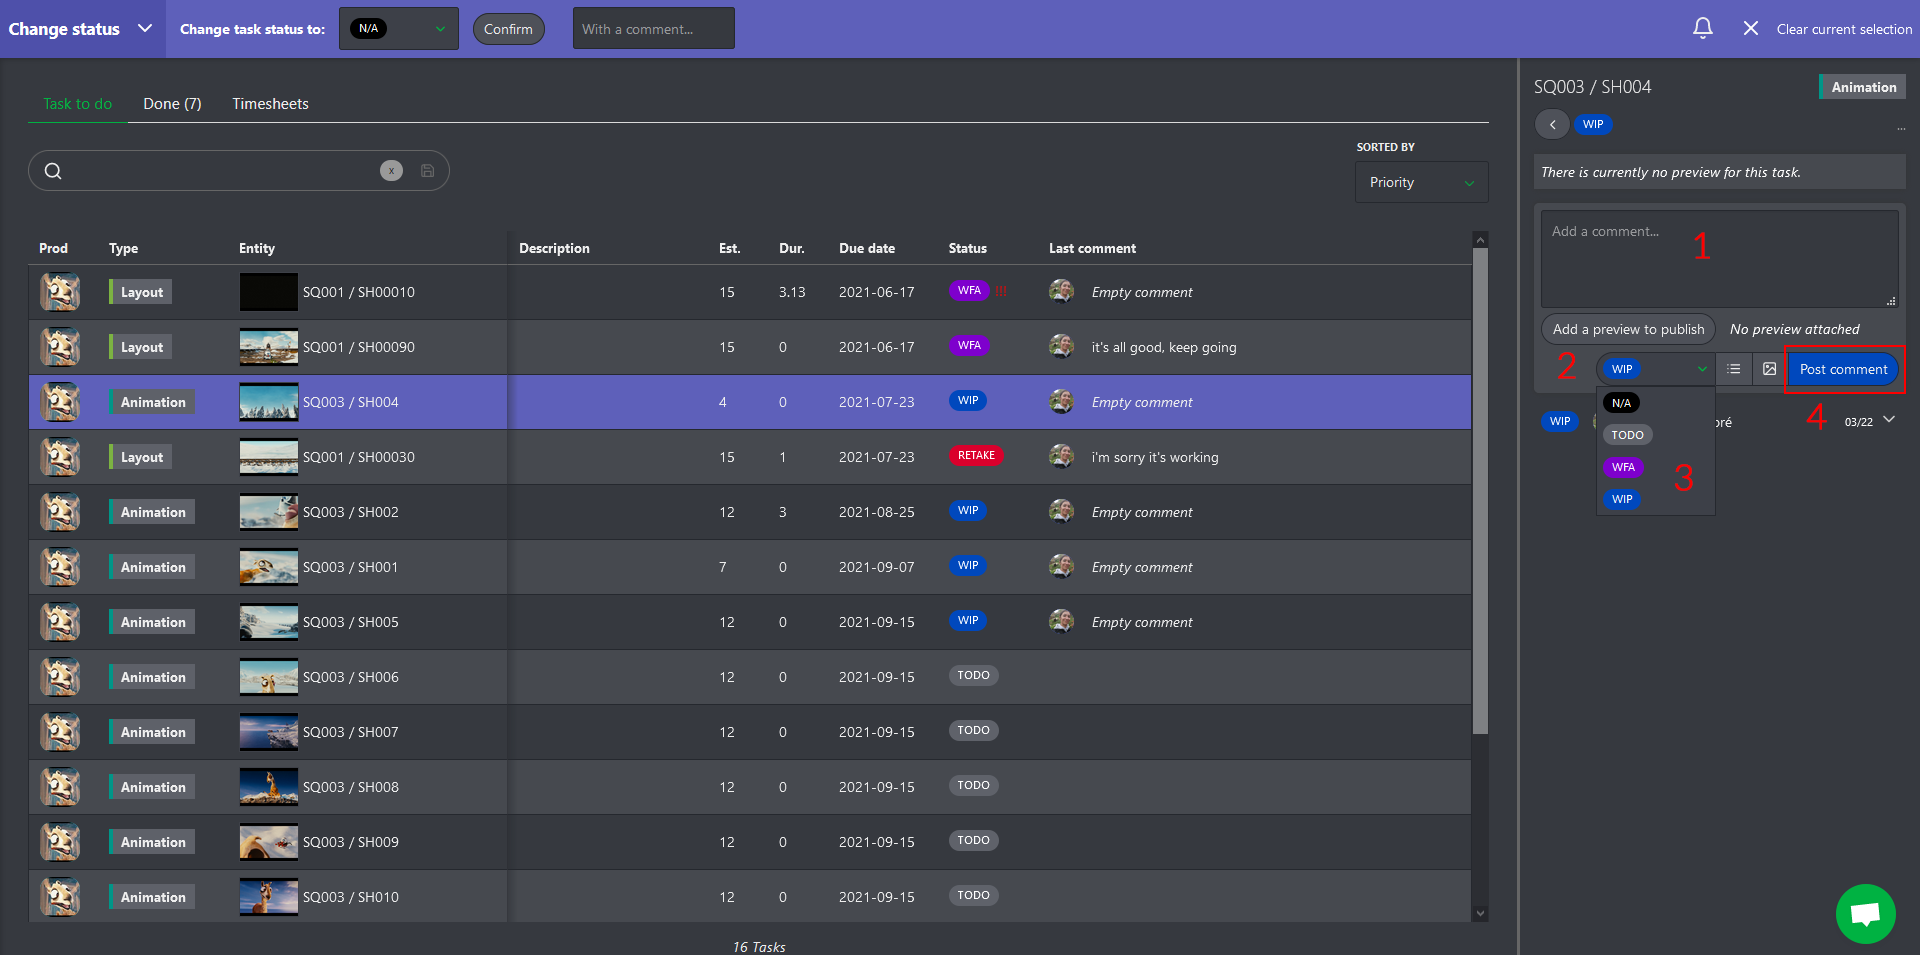 Change status
Change task status to:
N/A
Confirm
With a comment...
Clear current selection
Task to do
Done (7)
Timesheets
x
SORTED BY
Priority
Prod Type Entity Description Est. Dur. Due date Status Last comment
Layout SQ001 / SH00010 15 3.13 2021-06-17 WFA !!! Empty comment
Layout SQ001 / SH00090 15 0 2021-06-17 WFA it's all good, keep going
Animation SQ003 / SH004 4 0 2021-07-23 WIP Empty comment
Layout SQ001 / SH00030 15 1 2021-07-23 RETAKE i'm sorry it's working
Animation SQ003 / SH002 12 3 2021-08-25 WIP Empty comment
Animation SQ003 / SH001 7 0 2021-09-07 WIP Empty comment
Animation SQ003 / SH005 12 0 2021-09-15 WIP Empty comment
Animation SQ003 / SH006 12 0 2021-09-15 TODO
Animation SQ003 / SH007 12 0 2021-09-15 TODO
Animation SQ003 / SH008 12 0 2021-09-15 TODO
Animation SQ003 / SH009 12 0 2021-09-15 TODO
Animation SQ003 / SH010 12 0 2021-09-15 TODO
16 Tasks
SQ003 / SH004
Animation
WIP
...
There is currently no preview for this task.
Add a comment...
1
Add a preview to publish
No preview attached
2
WIP
Post comment
N/A
TODO
WFA
WIP
3
4
WIP
oré
03/22